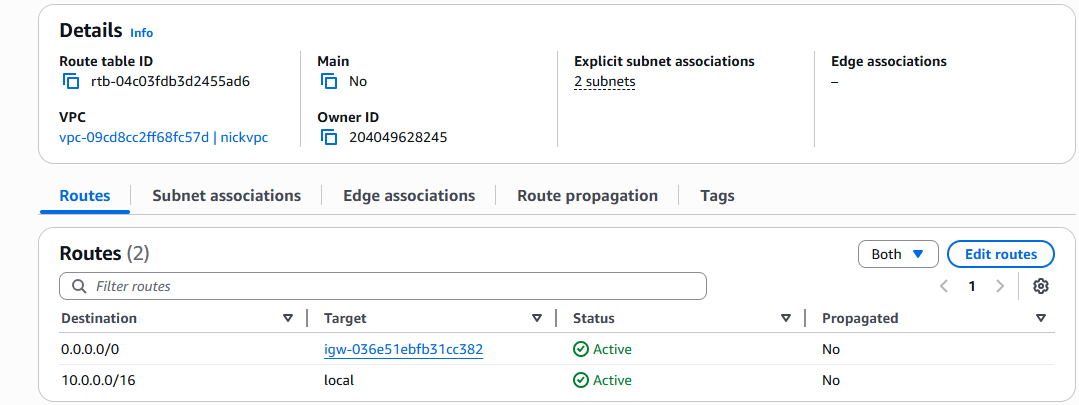 Details Info
Route table ID
rtb-04c03fdb3d2455ad6
Main
No
Explicit subnet associations
2 subnets
Edge associations
–
VPC
vpc-09cd8cc2ff68fc57d | nickvpc
Owner ID
204049628245
Routes Subnet associations Edge associations Route propagation Tags
Routes (2)
Both Edit routes
Filter routes
1
Destination Target Status Propagated
0.0.0.0/0 igw-036e51ebfb31cc382 Active No
10.0.0.0/16 local Active No